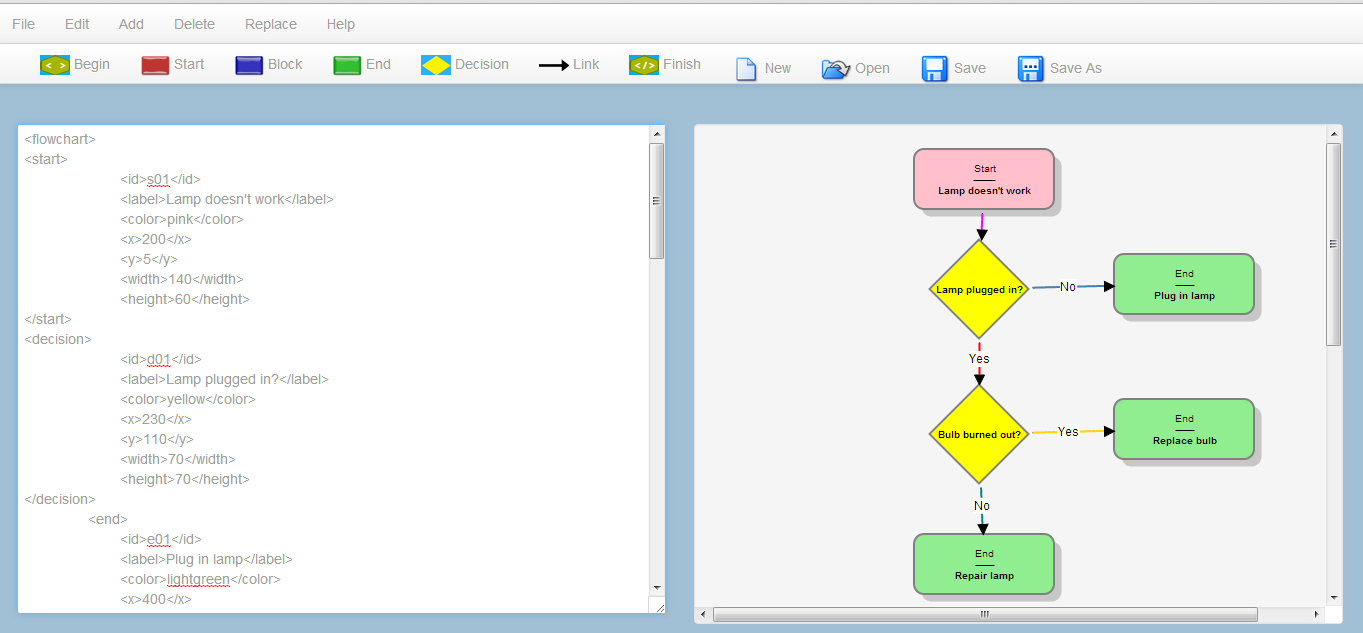 File Edit Add Delete Replace Help
Begin Start Block End Decision Link Finish New Open Save Save As
<flowchart>
<start>
<id>s01</id>
<label>Lamp doesn't work</label>
<color>pink</color>
<x>200</x>
<y>5</y>
<width>140</width>
<height>60</height>
</start>
<decision>
<id>d01</id>
<label>Lamp plugged in?</label>
<color>yellow</color>
<x>230</x>
<y>110</y>
<width>70</width>
<height>70</height>
</decision>
<end>
<id>e01</id>
<label>Plug in lamp</label>
<color>lightgreen</color>
<x>400</x>
Start
Lamp doesn't work
Lamp plugged in?
No
End
Plug in lamp
Yes
Bulb burned out?
Yes
End
Replace bulb
No
End
Repair lamp